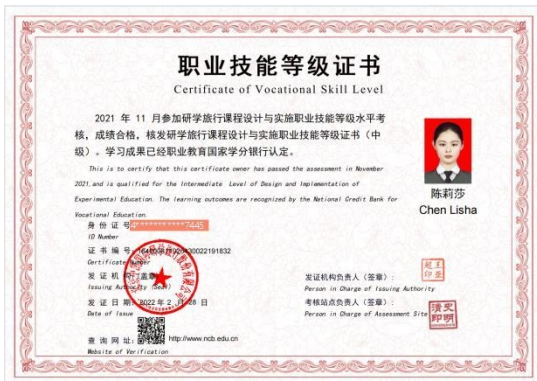 职业技能等级证书
Certificate of Vocational Skill Level
2021 年 11 月参加研学旅行课程设计与实施职业技能等级水平考
核，成绩合格，核发研学旅行课程设计与实施职业技能等级证书（中
级）。学习成果已经职业教育国家学分银行认定。
This is to certify that this certificate owner has passed the assessment in November
2021,and is qualified for the Intermediate Level of Design and Implementation of
Experimental Education. The learning outcomes are recognized by the National Credit Bank for
Vocational Education.
陈莉莎
Chen Lisha
身 份 证 号 4************7445
ID Number
证 书 编 号
Certificate Number
发 证 机 构（盖章）
Issuing Authority (Seal)
发证机构负责人（签章）：
Person in Charge of Issuing Authority
发 证 日 期：2022 年 2 月 28 日
Date of Issue
考核站点负责人（签章）：
Person in Charge of Assessment Site
查 询 网 址： http://www.ncb.edu.cn
Website of Verification